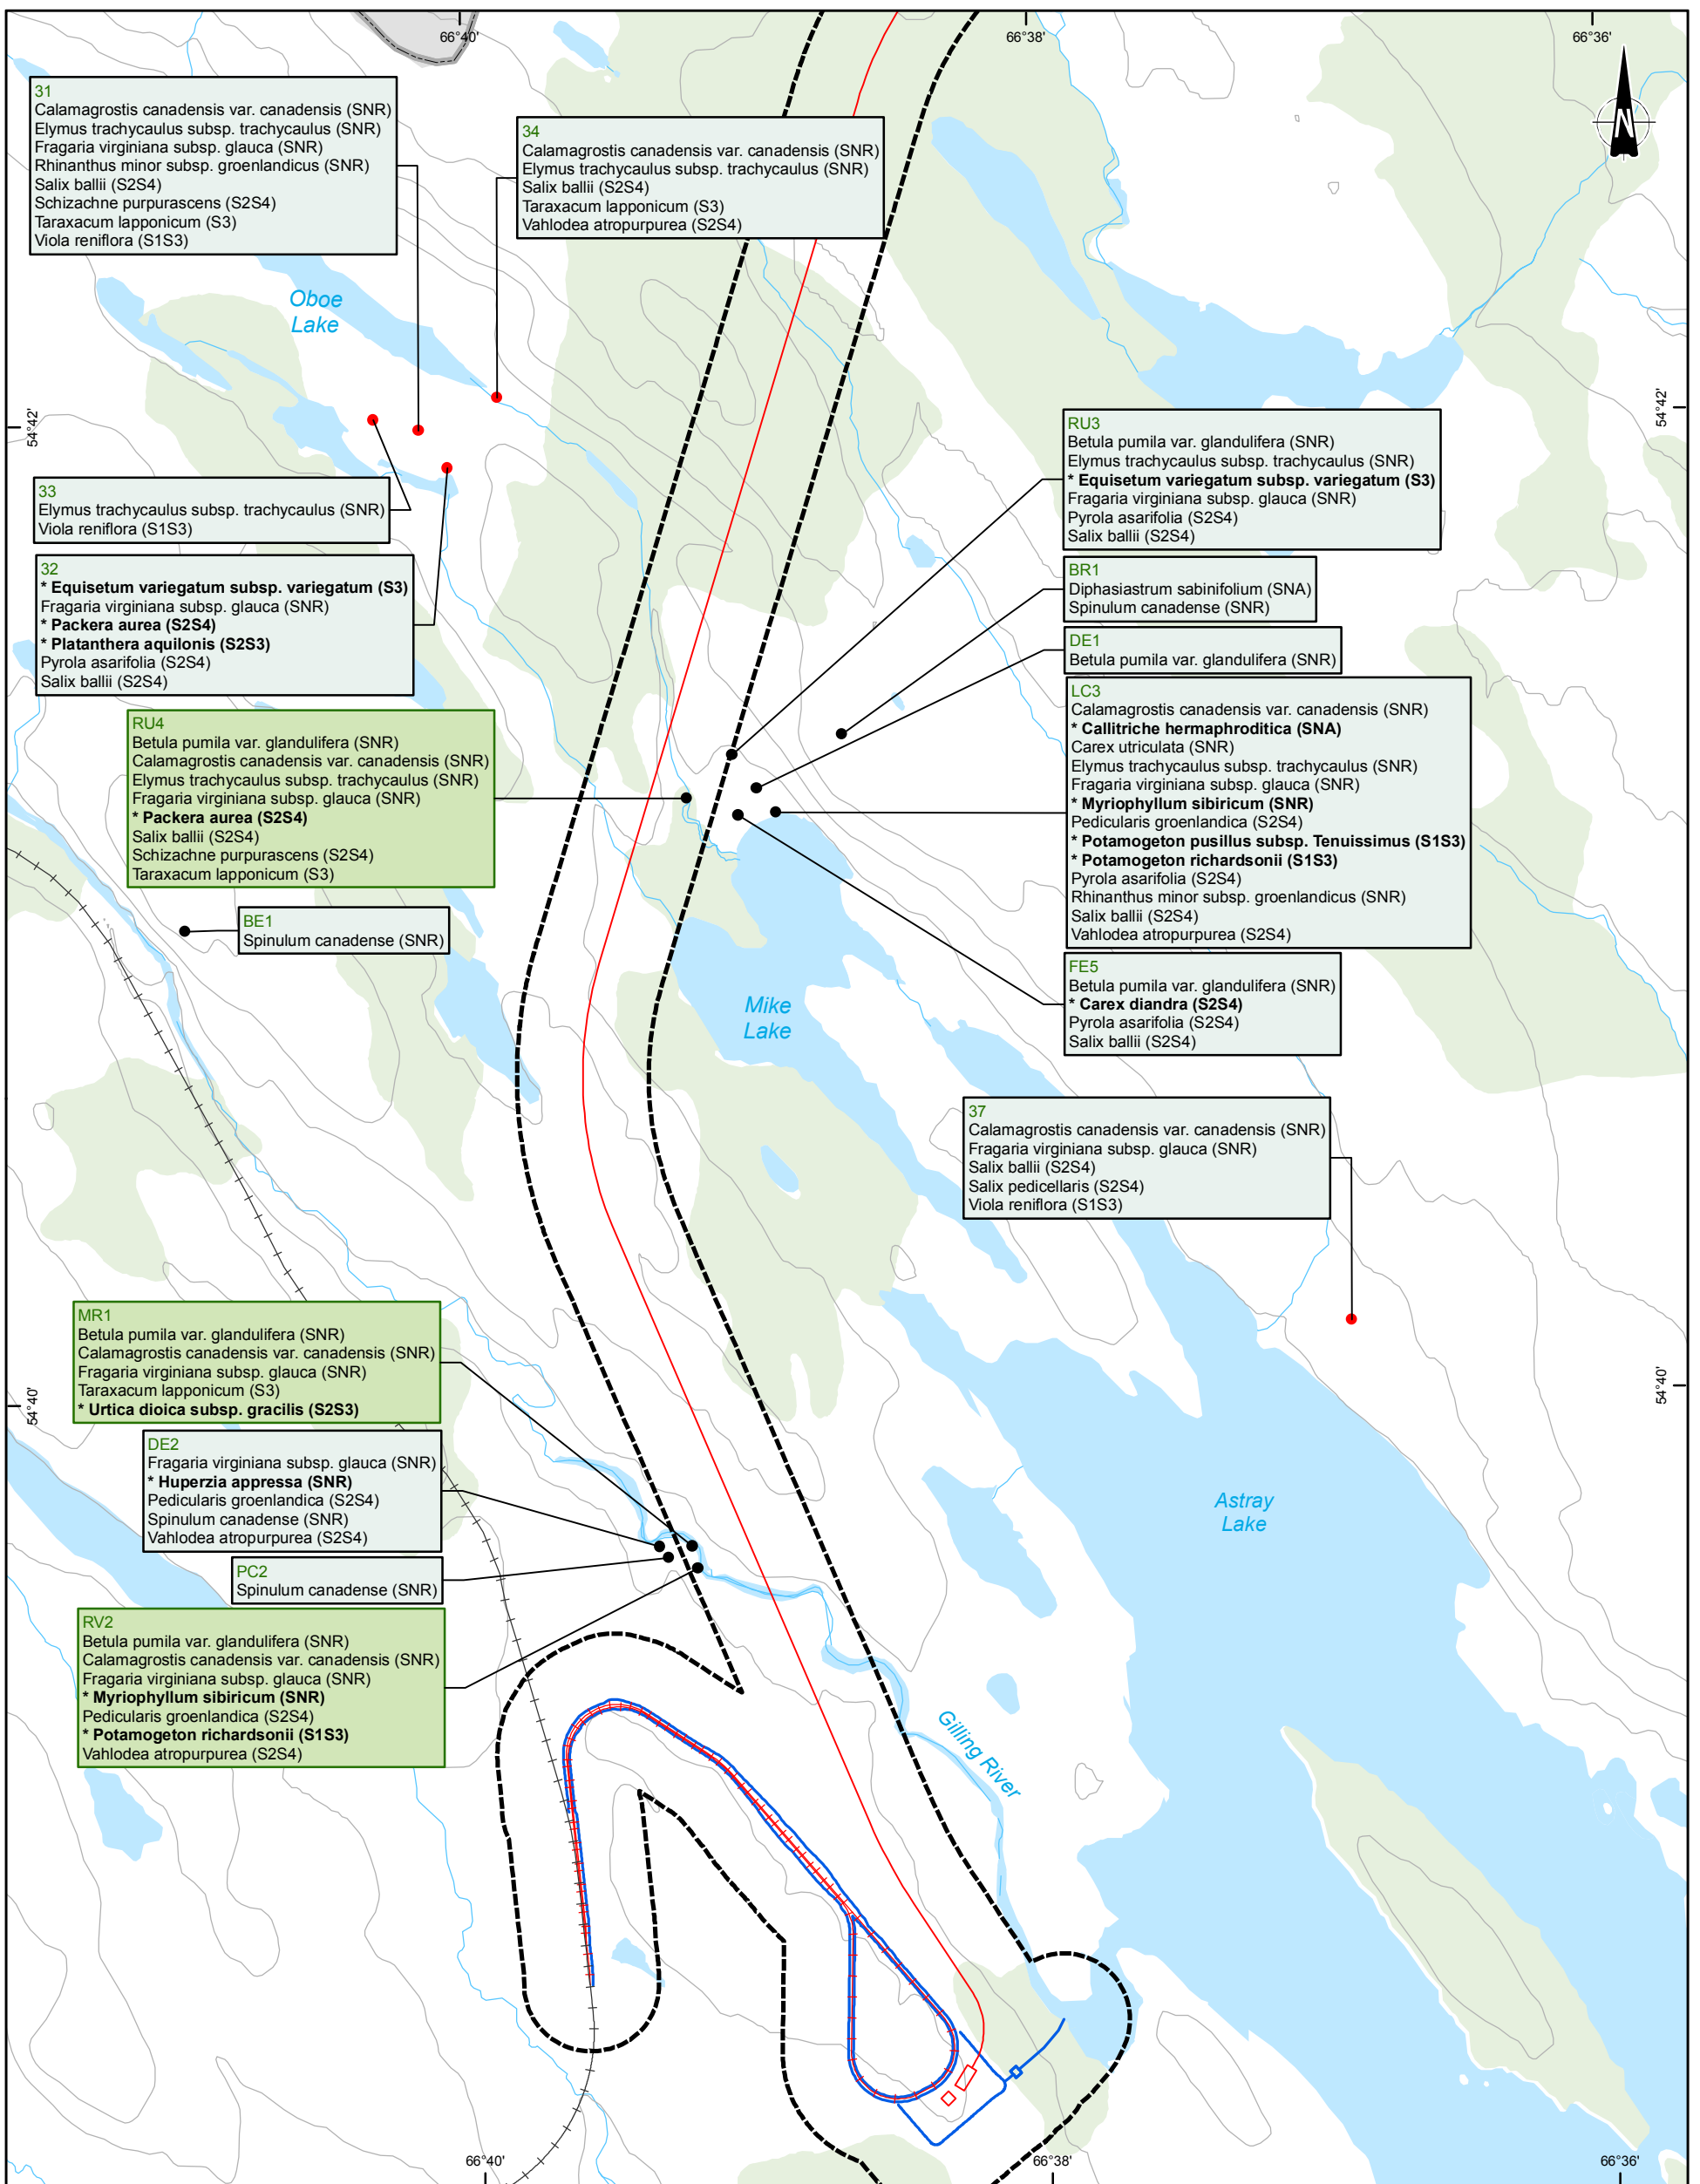 66°40'
66°38'
66°36'
N
31
Calamagrostis canadensis var. canadensis (SNR)
Elymus trachycaulus subsp. trachycaulus (SNR)
Fragaria virginiana subsp. glauca (SNR)
Rhinanthus minor subsp. groenlandicus (SNR)
Salix ballii (S2S4)
Schizachne purpurascens (S2S4)
Taraxacum lapponicum (S3)
Viola reniflora (S1S3)
34
Calamagrostis canadensis var. canadensis (SNR)
Elymus trachycaulus subsp. trachycaulus (SNR)
Salix ballii (S2S4)
Taraxacum lapponicum (S3)
Vahlodea atropurpurea (S2S4)
Oboe
Lake
54°42'
54°42'
33
Elymus trachycaulus subsp. trachycaulus (SNR)
Viola reniflora (S1S3)
32
* Equisetum variegatum subsp. variegatum (S3)
Fragaria virginiana subsp. glauca (SNR)
* Packera aurea (S2S4)
* Platanthera aquilonis (S2S3)
Pyrola asarifolia (S2S4)
Salix ballii (S2S4)
RU3
Betula pumila var. glandulifera (SNR)
Elymus trachycaulus subsp. trachycaulus (SNR)
* Equisetum variegatum subsp. variegatum (S3)
Fragaria virginiana subsp. glauca (SNR)
Pyrola asarifolia (S2S4)
Salix ballii (S2S4)
BR1
Diphasiastrum sabinifolium (SNA)
Spinulum canadense (SNR)
DE1
Betula pumila var. glandulifera (SNR)
LC3
Calamagrostis canadensis var. canadensis (SNR)
* Callitriche hermaphroditica (SNA)
Carex utriculata (SNR)
Elymus trachycaulus subsp. trachycaulus (SNR)
Fragaria virginiana subsp. glauca (SNR)
* Myriophyllum sibiricum (SNR)
Pedicularis groenlandica (S2S4)
* Potamogeton pusillus subsp. Tenuissimus (S1S3)
* Potamogeton richardsonii (S1S3)
Pyrola asarifolia (S2S4)
Rhinanthus minor subsp. groenlandicus (SNR)
Salix ballii (S2S4)
Vahlodea atropurpurea (S2S4)
RU4
Betula pumila var. glandulifera (SNR)
Calamagrostis canadensis var. canadensis (SNR)
Elymus trachycaulus subsp. trachycaulus (SNR)
Fragaria virginiana subsp. glauca (SNR)
* Packera aurea (S2S4)
Salix ballii (S2S4)
Schizachne purpurascens (S2S4)
Taraxacum lapponicum (S3)
BE1
Spinulum canadense (SNR)
FE5
Betula pumila var. glandulifera (SNR)
* Carex diandra (S2S4)
Pyrola asarifolia (S2S4)
Salix ballii (S2S4)
Mike
Lake
37
Calamagrostis canadensis var. canadensis (SNR)
Fragaria virginiana subsp. glauca (SNR)
Salix ballii (S2S4)
Salix pedicellaris (S2S4)
Viola reniflora (S1S3)
MR1
Betula pumila var. glandulifera (SNR)
Calamagrostis canadensis var. canadensis (SNR)
Fragaria virginiana subsp. glauca (SNR)
Taraxacum lapponicum (S3)
* Urtica dioica subsp. gracilis (S2S3)
54°40'
54°40'
DE2
Fragaria virginiana subsp. glauca (SNR)
* Huperzia appressa (SNR)
Pedicularis groenlandica (S2S4)
Spinulum canadense (SNR)
Vahlodea atropurpurea (S2S4)
Astray
Lake
PC2
Spinulum canadense (SNR)
RV2
Betula pumila var. glandulifera (SNR)
Calamagrostis canadensis var. canadensis (SNR)
Fragaria virginiana subsp. glauca (SNR)
* Myriophyllum sibiricum (SNR)
Pedicularis groenlandica (S2S4)
* Potamogeton richardsonii (S1S3)
Vahlodea atropurpurea (S2S4)
Gilling River
66°40'
66°38'
66°36'